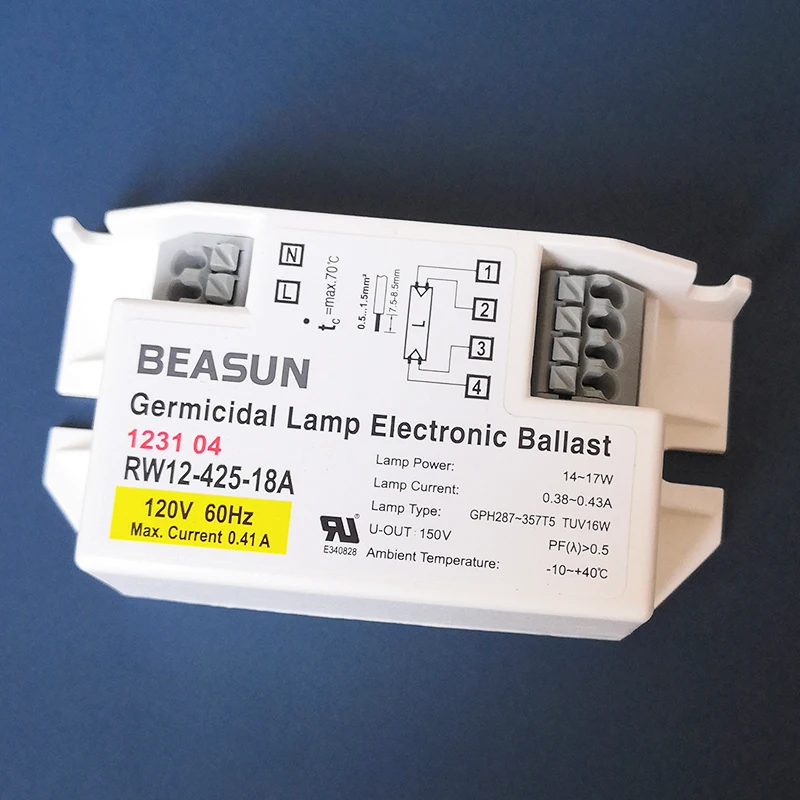 N
L
tc =max.70℃
0.5...1.5mm²
7.5-8.5mm
L
1
2
3
4
BEASUN
Germicidal Lamp Electronic Ballast
1231 04
RW12-425-18A
120V 60Hz
Max. Current 0.41 A
RU
E340828
Lamp Power: 14~17W
Lamp Current: 0.38~0.43A
Lamp Type: GPH287~357T5 TUV16W
U-OUT : 150V PF(λ)>0.5
Ambient Temperature: -10~+40℃